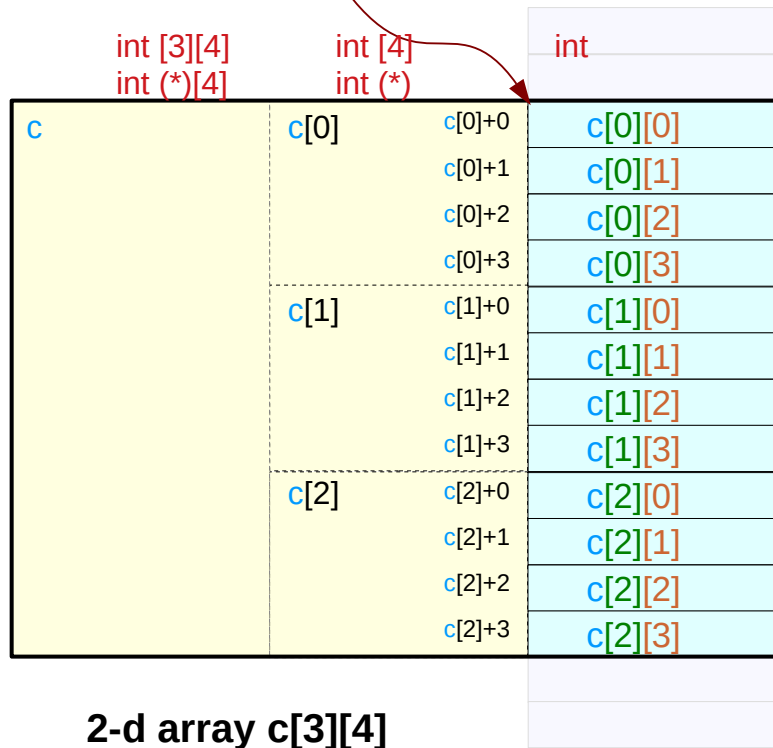 int [3][4] int [4] int
int (*)[4] int (*)
c c[0] c[0]+0 c[0][0]
c[0]+1 c[0][1]
c[0]+2 c[0][2]
c[0]+3 c[0][3]
c[1] c[1]+0 c[1][0]
c[1]+1 c[1][1]
c[1]+2 c[1][2]
c[1]+3 c[1][3]
c[2] c[2]+0 c[2][0]
c[2]+1 c[2][1]
c[2]+2 c[2][2]
c[2]+3 c[2][3]
2-d array c[3][4]